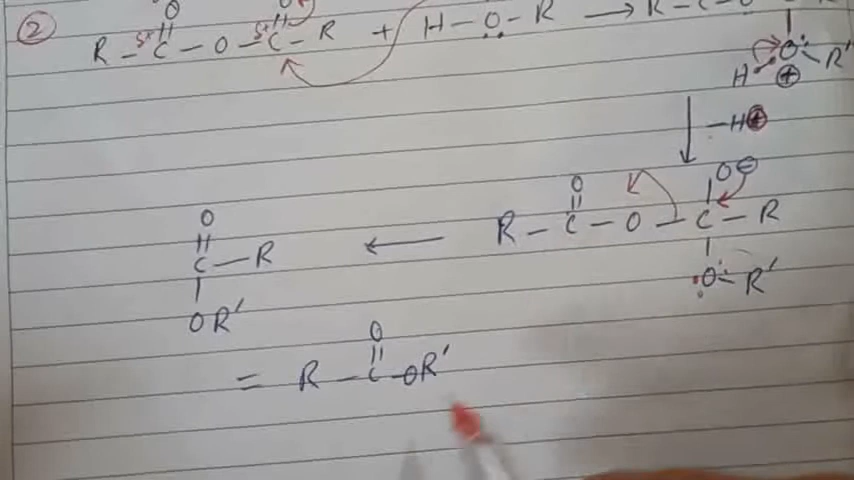 ② R – C – O – C – R + H – O – R → R – C – O
O O
δ+ δ+
H O R'
⊕
– H⊕
O O ⊖
R – C – O – C – R
O – R'
←
O
C – R
OR'
O
= R – C – OR'